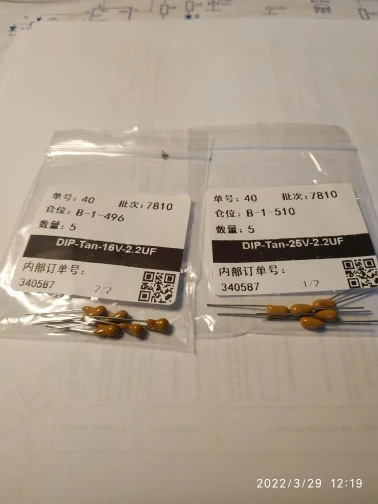 单号: 40 批次: 7810
仓位: B-1-496
数量: 5
DIP-Tan-16V-2.2UF
内部订单号:
340587 2/2
单号: 40 批次: 7810
仓位: B-1-510
数量: 5
DIP-Tan-25V-2.2UF
内部订单号:
340587 1/2
2022/3/29 12:19